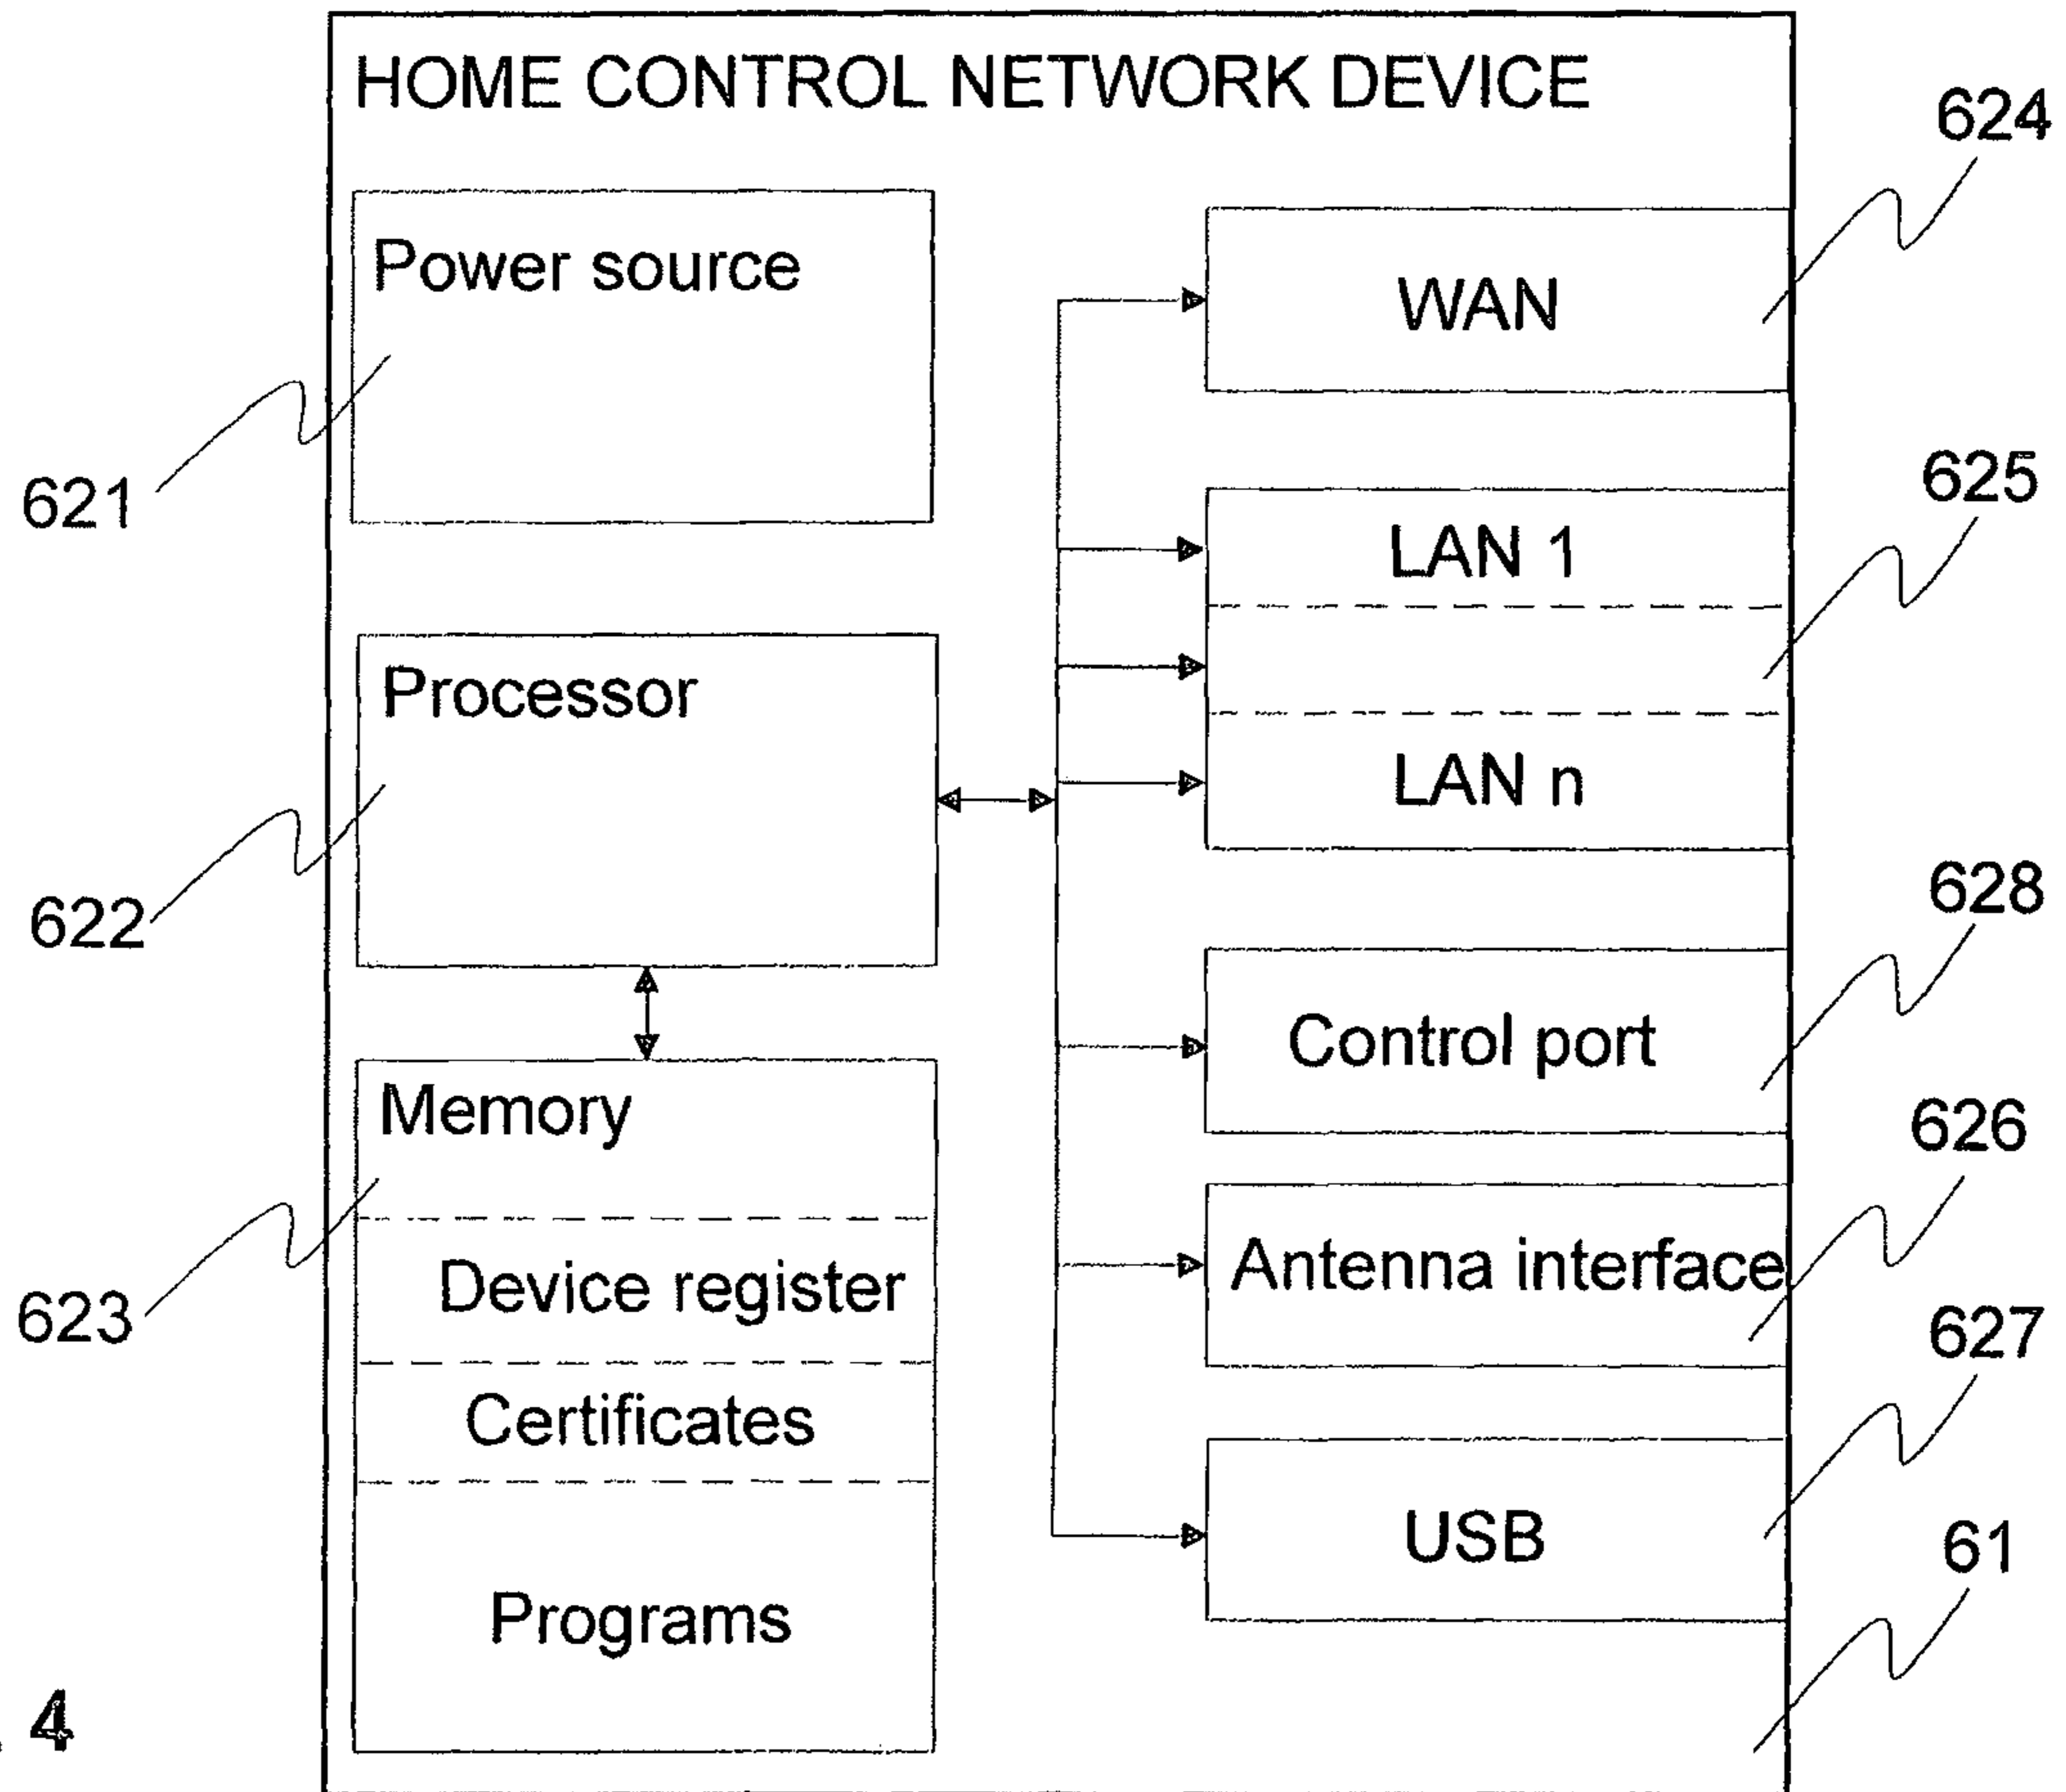 HOME CONTROL NETWORK DEVICE
624
Power source
WAN
621
625
LAN 1
Processor
LAN n
622
628
Control port
Memory
626
Device register
Antenna interface
623
627
Certificates
USB
61
Programs
4